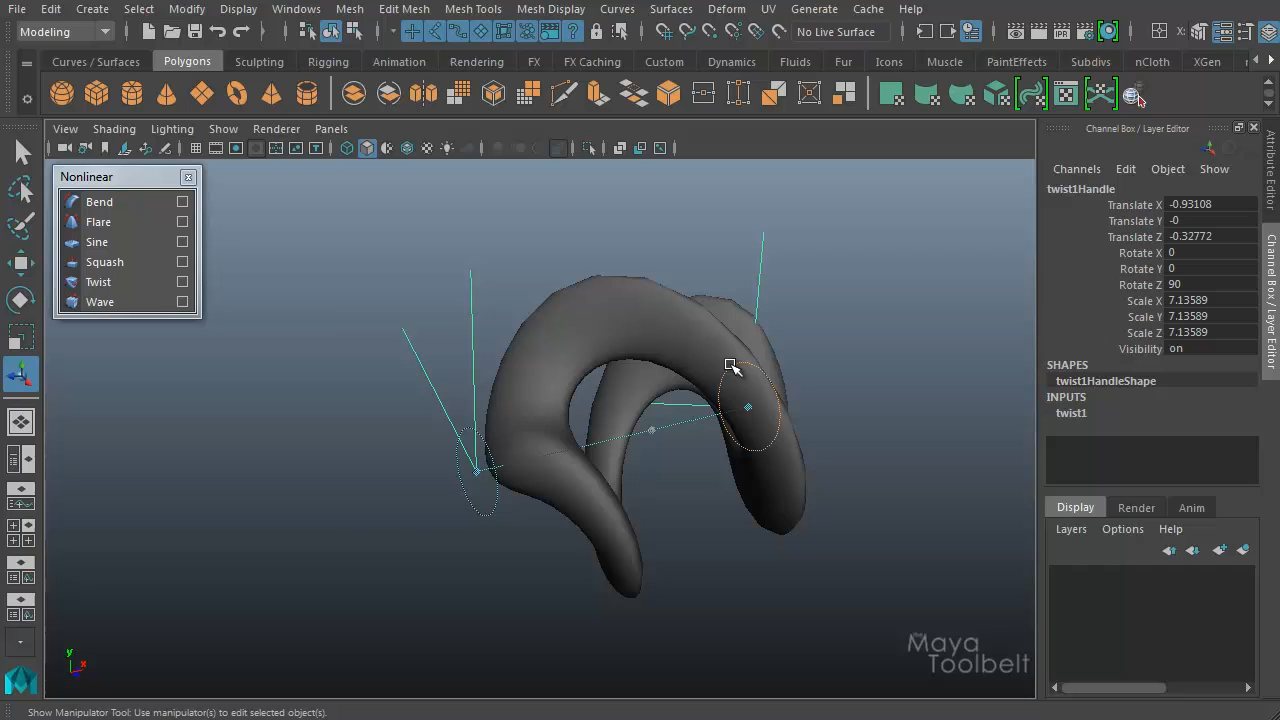 File Edit Create Select Modify Display Windows Mesh Edit Mesh Mesh Tools Mesh Display Curves Surfaces Deform UV Generate Cache Help
Modeling
No Live Surface
Curves / Surfaces Polygons Sculpting Rigging Animation Rendering FX FX Caching Custom Dynamics Fluids Fur Icons Muscle PaintEffects Subdivs nCloth XGen
View Shading Lighting Show Renderer Panels
Nonlinear
Bend
Flare
Sine
Squash
Twist
Wave
Channel Box / Layer Editor
Channels Edit Object Show
twist1Handle
Translate X -0.93108
Translate Y -0
Translate Z -0.32772
Rotate X 0
Rotate Y 0
Rotate Z 90
Scale X 7.13589
Scale Y 7.13589
Scale Z 7.13589
Visibility on
SHAPES
twist1HandleShape
INPUTS
twist1
Display Render Anim
Layers Options Help
Attribute Editor
Channel Box / Layer Editor
y
x
the
Maya
Toolbelt
Show Manipulator Tool: Use manipulator(s) to edit selected object(s).